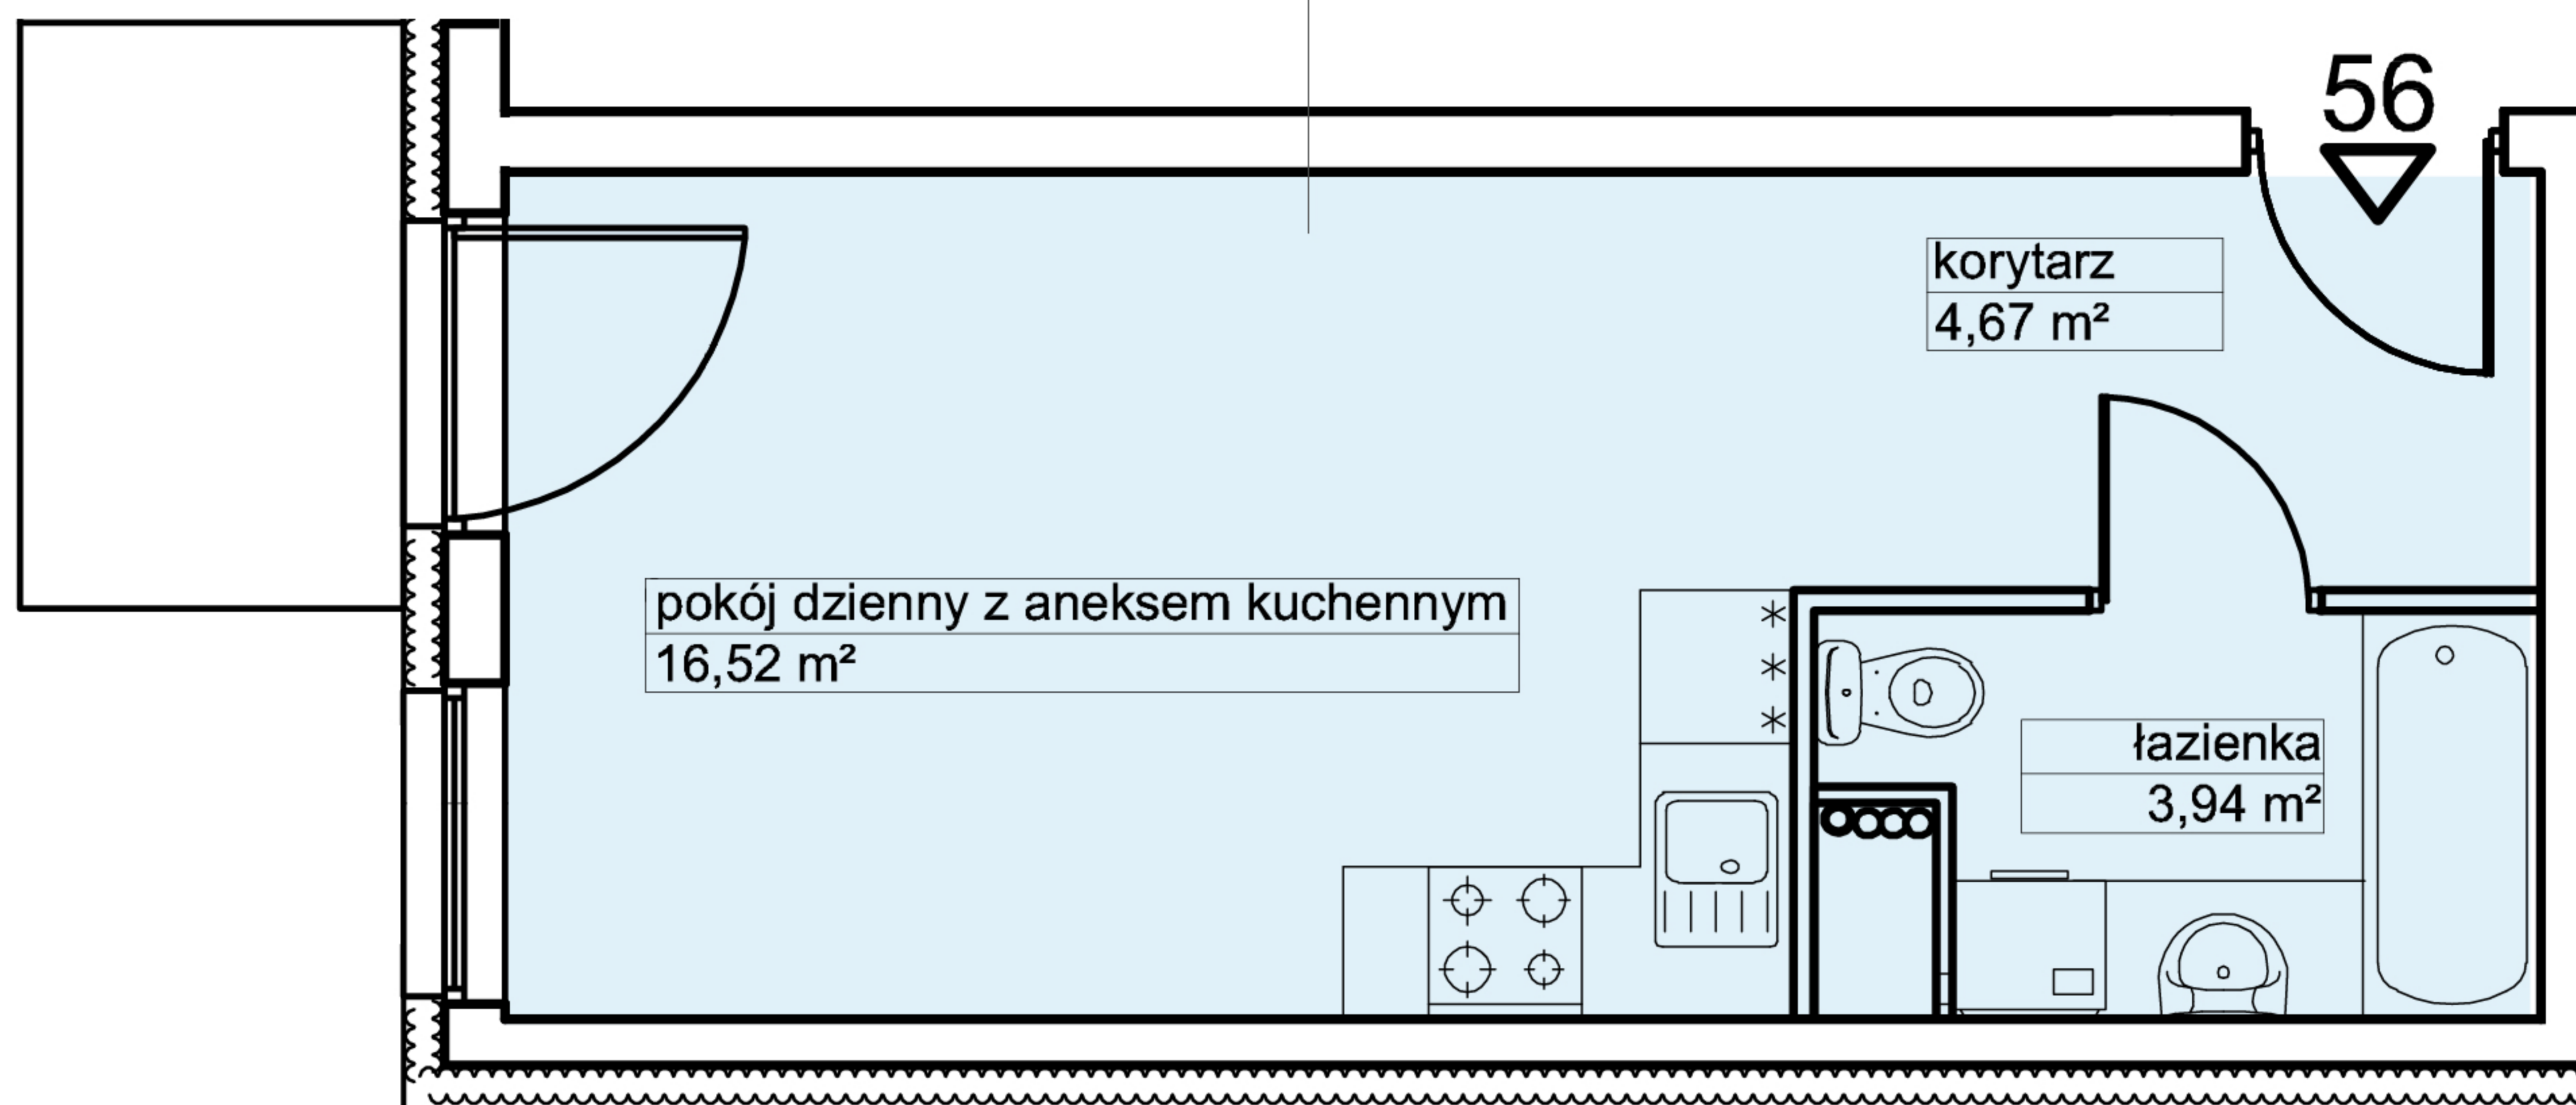 56
korytarz
4,67 m²
pokój dzienny z aneksem kuchennym
16,52 m²
łazienka
3,94 m²